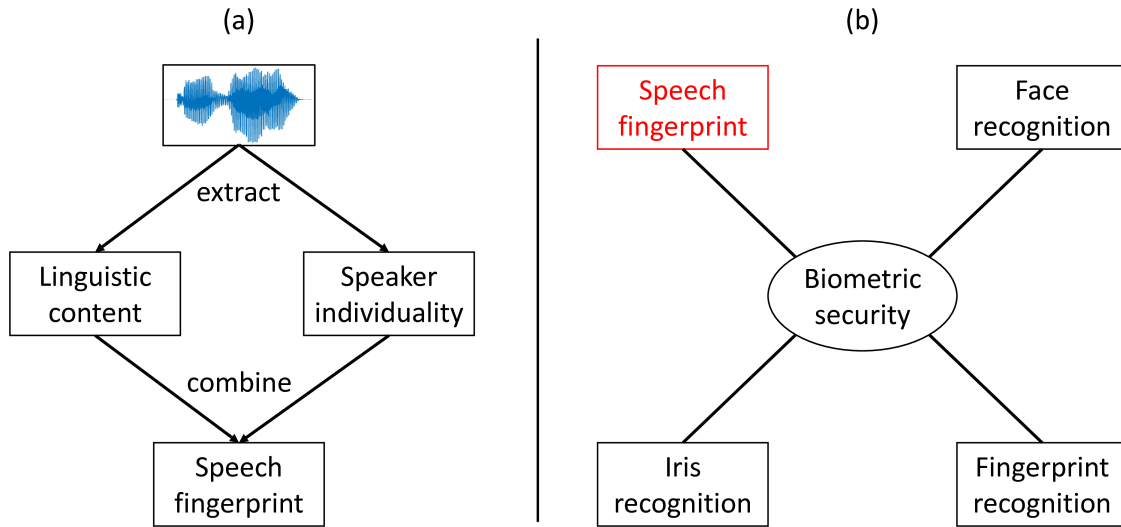 (a)
extract
Linguistic
content
Speaker
individuality
combine
Speech
fingerprint
(b)
Speech
fingerprint
Face
recognition
Biometric
security
Iris
recognition
Fingerprint
recognition